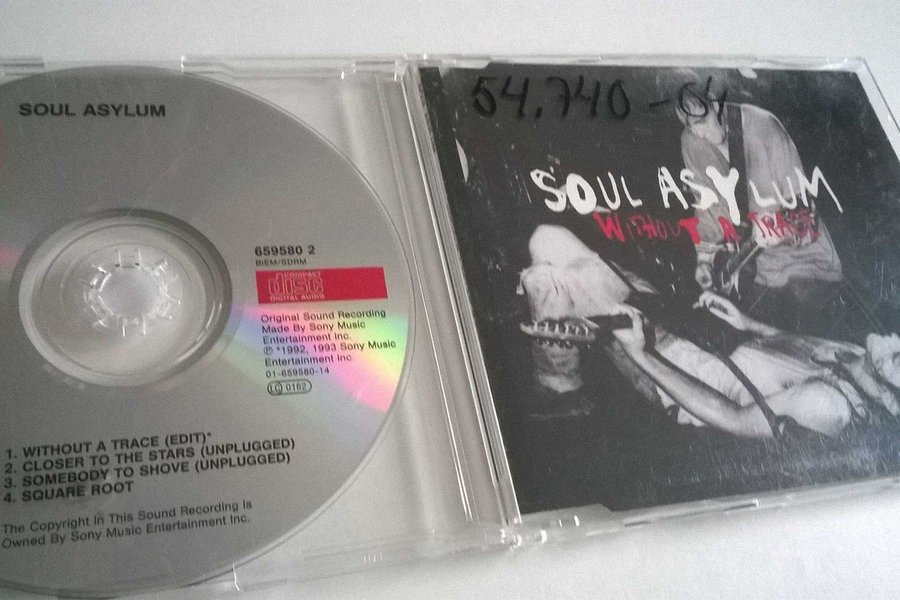 SOUL ASYLUM
659580 2
BIEM/SDRM
COMPACT
disc
DIGITAL AUDIO
Original Sound Recording
Made By Sony Music
Entertainment Inc.
℗ *1992, 1993 Sony Music
Entertainment Inc.
01-659580-14
LC 0162
1. WITHOUT A TRACE (EDIT)*
2. CLOSER TO THE STARS (UNPLUGGED)
3. SOMEBODY TO SHOVE (UNPLUGGED)
4. SQUARE ROOT
The Copyright In This Sound Recording Is
Owned By Sony Music Entertainment Inc.
54.740-04
SOUL ASYLUM
WITHOUT A TRACE